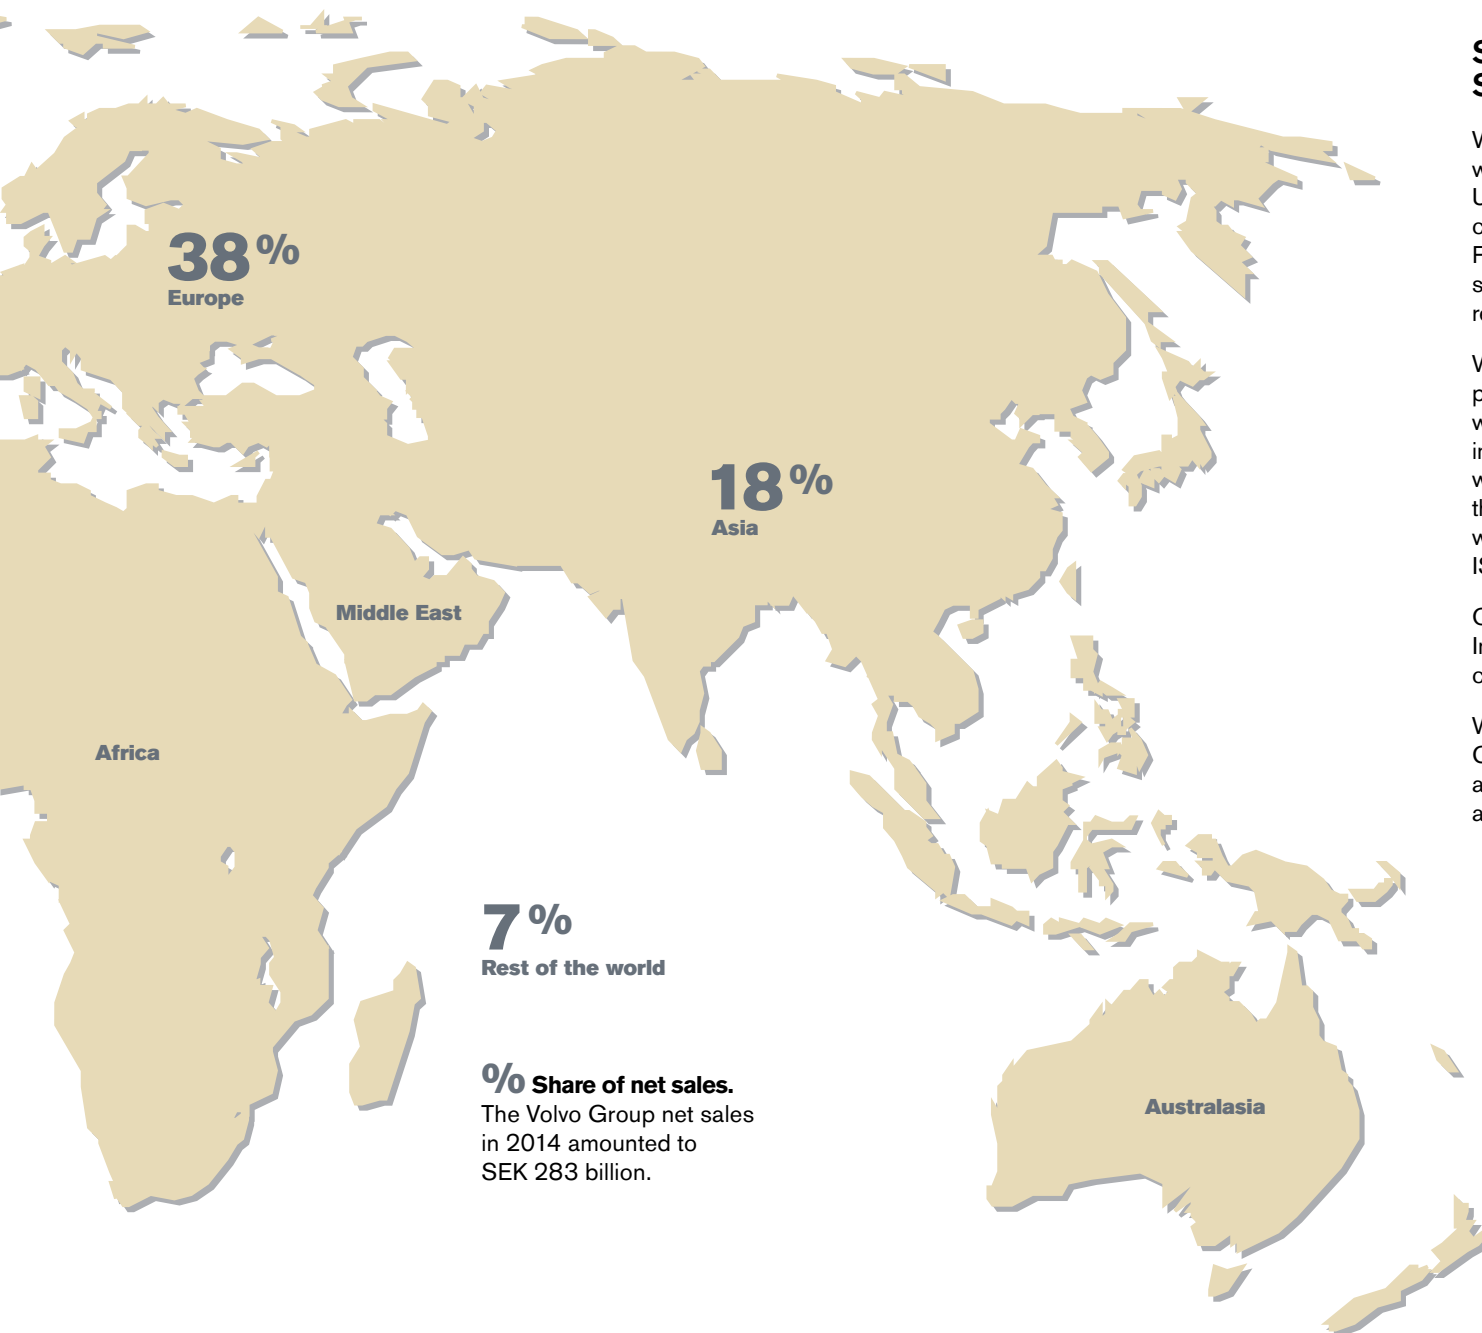 38%
Europe
18%
Asia
Middle East
Africa
7%
Rest of the world
% Share of net sales.
The Volvo Group net sales
in 2014 amounted to
SEK 283 billion.
Australasia